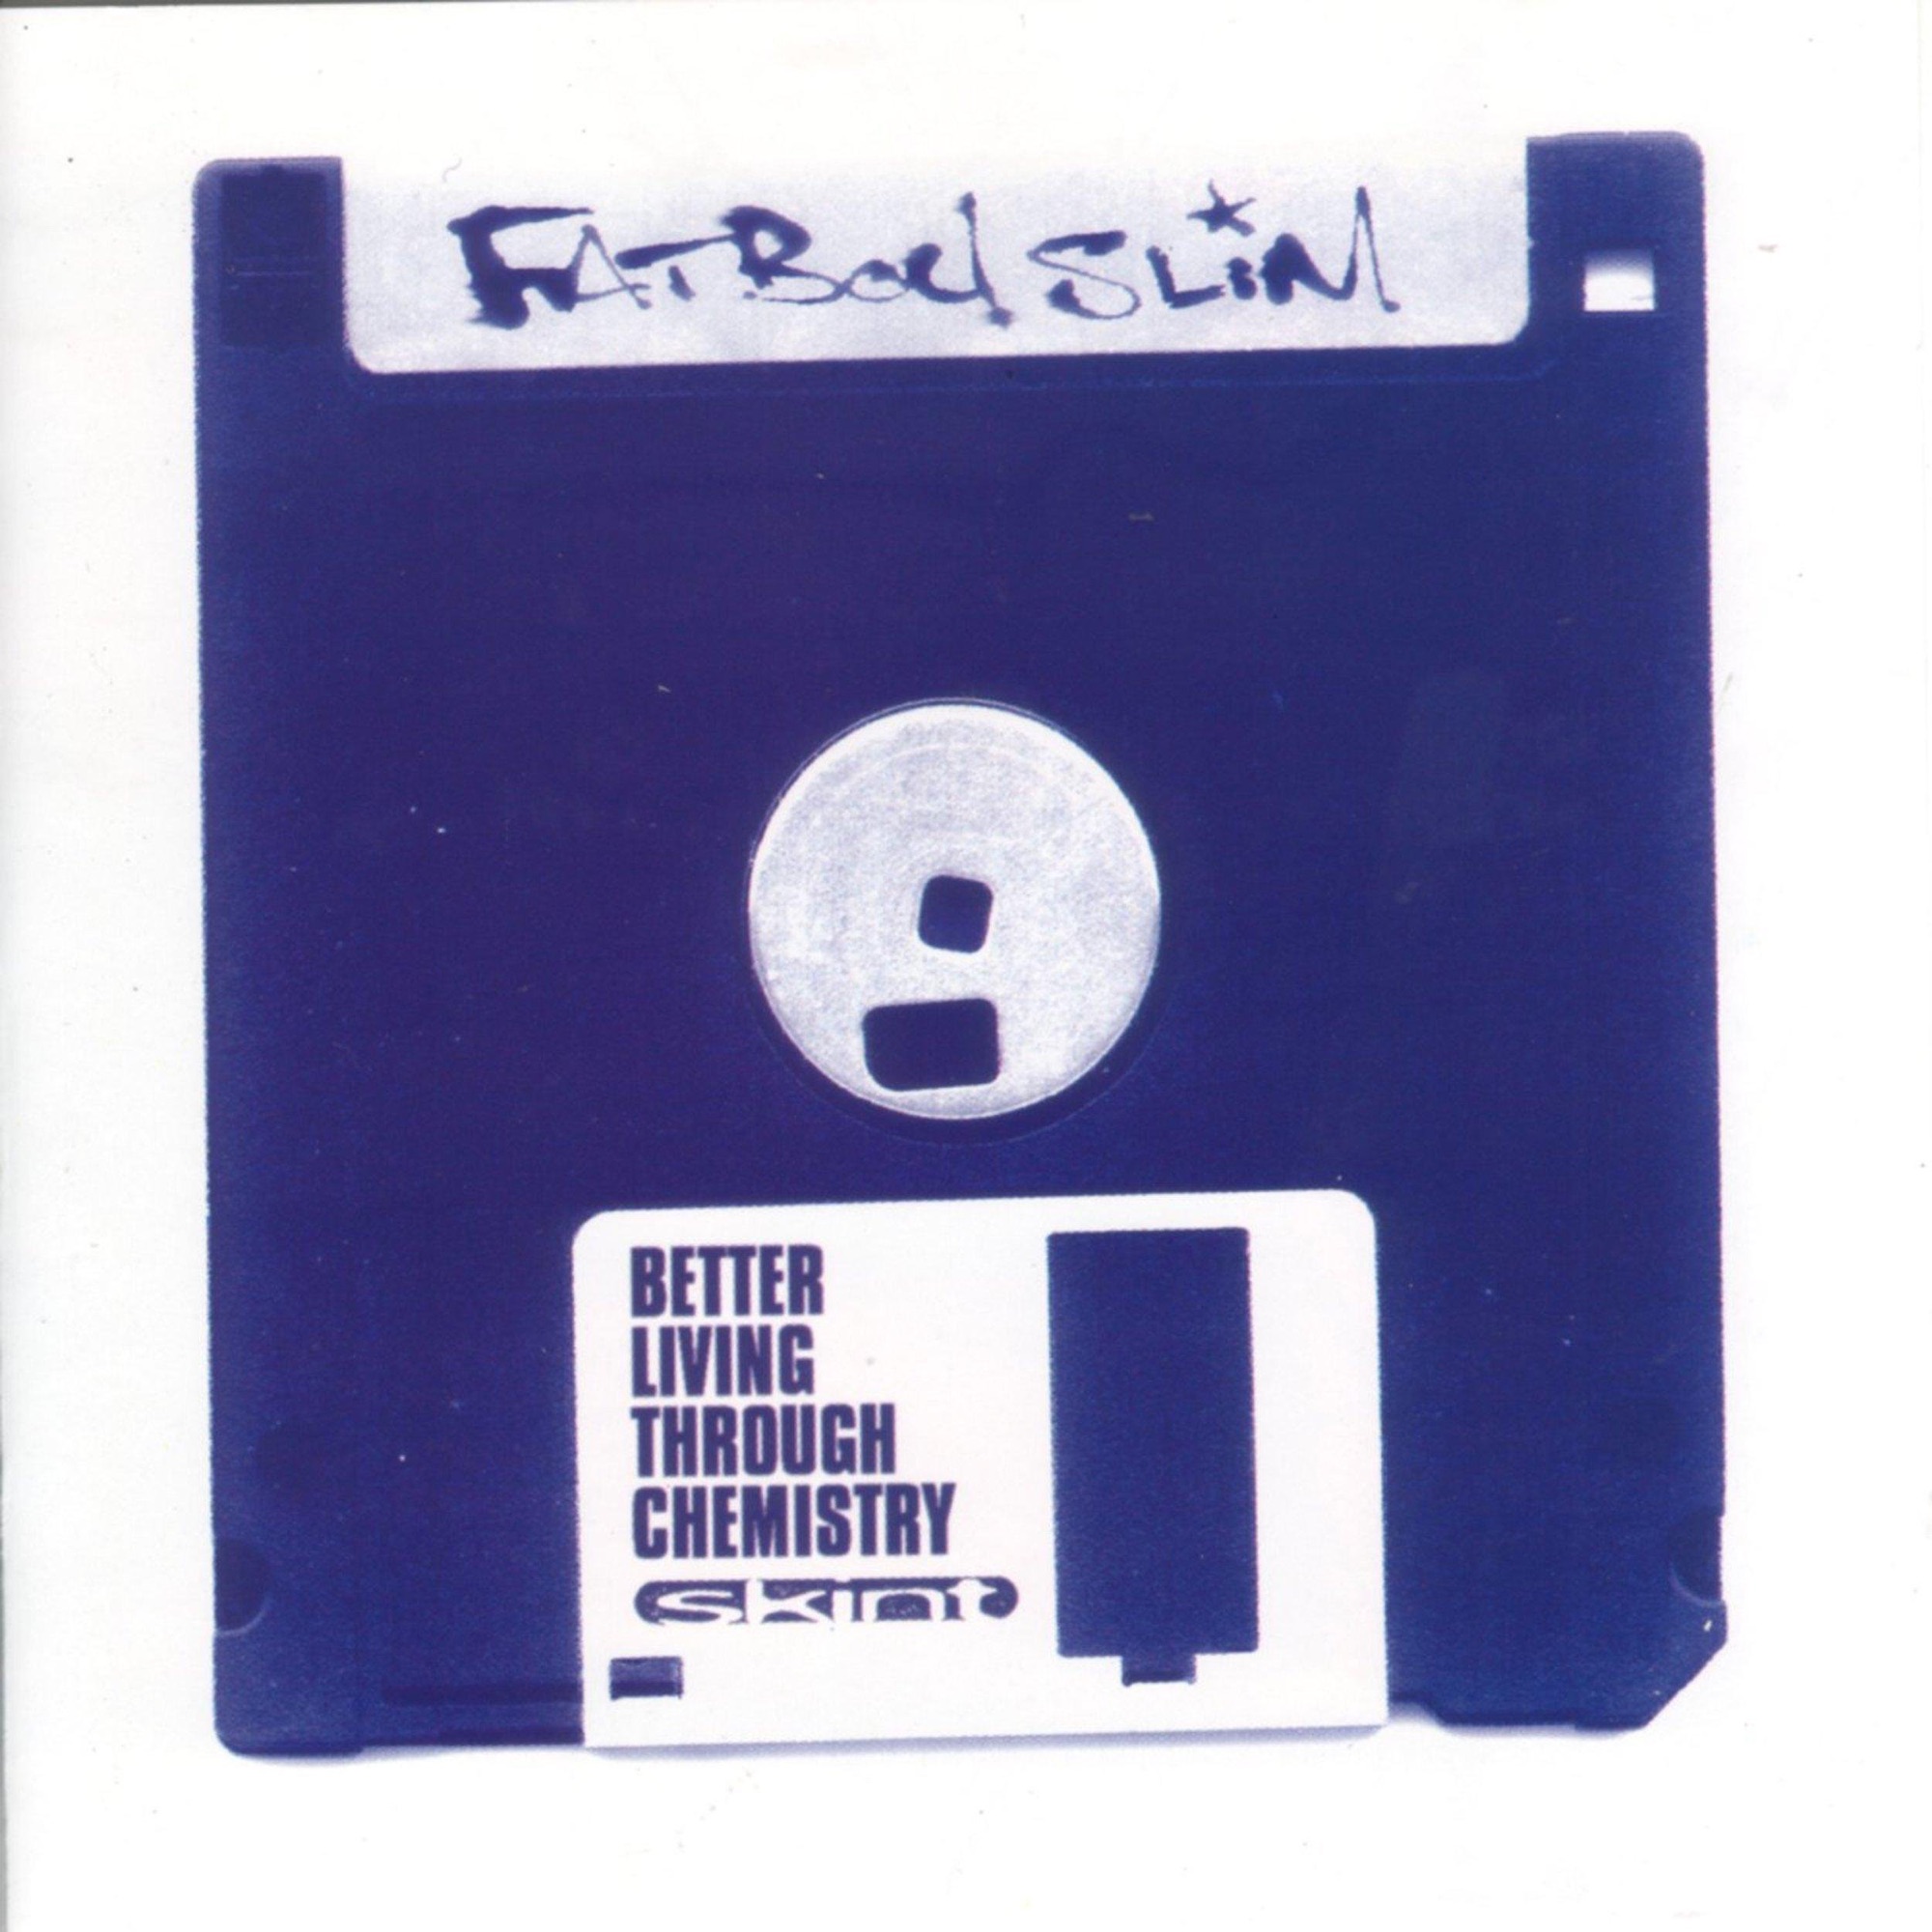 FATBOY SLiM
BETTER
LIVING
THROUGH
CHEMISTRY
skint